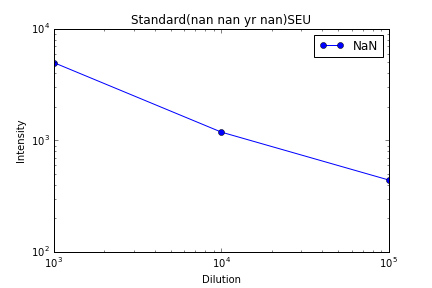 Standard(nan nan yr nan)SEU
NaN
10^4
10^3
10^2
Intensity
10^3 10^4 10^5
Dilution